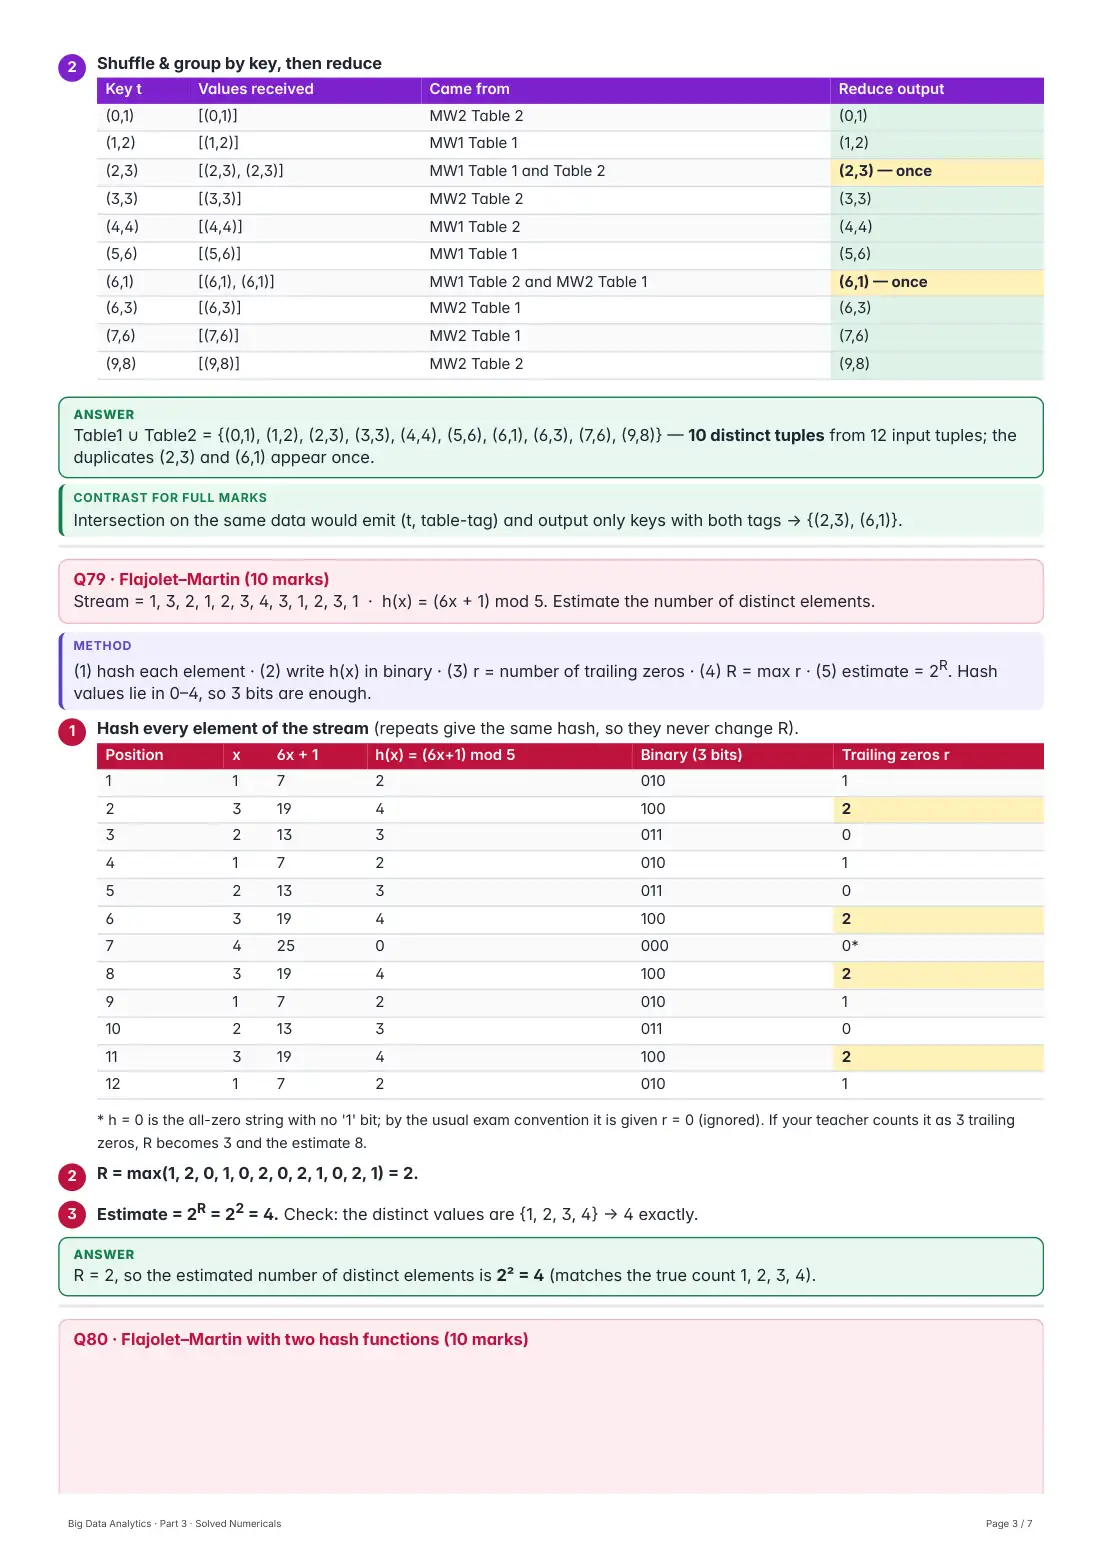 2 Shuffle & group by key, then reduce
Key t Values received Came from Reduce output
(0,1) [(0,1)] MW2 Table 2 (0,1)
(1,2) [(1,2)] MW1 Table 1 (1,2)
(2,3) [(2,3), (2,3)] MW1 Table 1 and Table 2 (2,3) — once
(3,3) [(3,3)] MW2 Table 2 (3,3)
(4,4) [(4,4)] MW1 Table 2 (4,4)
(5,6) [(5,6)] MW1 Table 1 (5,6)
(6,1) [(6,1), (6,1)] MW1 Table 2 and MW2 Table 1 (6,1) — once
(6,3) [(6,3)] MW2 Table 1 (6,3)
(7,6) [(7,6)] MW2 Table 1 (7,6)
(9,8) [(9,8)] MW2 Table 2 (9,8)
ANSWER
Table1 ∪ Table2 = {(0,1), (1,2), (2,3), (3,3), (4,4), (5,6), (6,1), (6,3), (7,6), (9,8)} — 10 distinct tuples from 12 input tuples; the
duplicates (2,3) and (6,1) appear once.
CONTRAST FOR FULL MARKS
Intersection on the same data would emit (t, table-tag) and output only keys with both tags → {(2,3), (6,1)}.
Q79 · Flajolet–Martin (10 marks)
Stream = 1, 3, 2, 1, 2, 3, 4, 3, 1, 2, 3, 1 · h(x) = (6x + 1) mod 5. Estimate the number of distinct elements.
METHOD
(1) hash each element · (2) write h(x) in binary · (3) r = number of trailing zeros · (4) R = max r · (5) estimate = 2^R. Hash
values lie in 0–4, so 3 bits are enough.
1 Hash every element of the stream (repeats give the same hash, so they never change R).
Position x 6x + 1 h(x) = (6x+1) mod 5 Binary (3 bits) Trailing zeros r
1 1 7 2 010 1
2 3 19 4 100 2
3 2 13 3 011 0
4 1 7 2 010 1
5 2 13 3 011 0
6 3 19 4 100 2
7 4 25 0 000 0*
8 3 19 4 100 2
9 1 7 2 010 1
10 2 13 3 011 0
11 3 19 4 100 2
12 1 7 2 010 1
* h = 0 is the all-zero string with no '1' bit; by the usual exam convention it is given r = 0 (ignored). If your teacher counts it as 3 trailing
zeros, R becomes 3 and the estimate 8.
2 R = max(1, 2, 0, 1, 0, 2, 0, 2, 1, 0, 2, 1) = 2.
3 Estimate = 2^R = 2^2 = 4. Check: the distinct values are {1, 2, 3, 4} → 4 exactly.
ANSWER
R = 2, so the estimated number of distinct elements is 2² = 4 (matches the true count 1, 2, 3, 4).
Q80 · Flajolet–Martin with two hash functions (10 marks)
Big Data Analytics · Part 3 · Solved Numericals Page 3 / 7